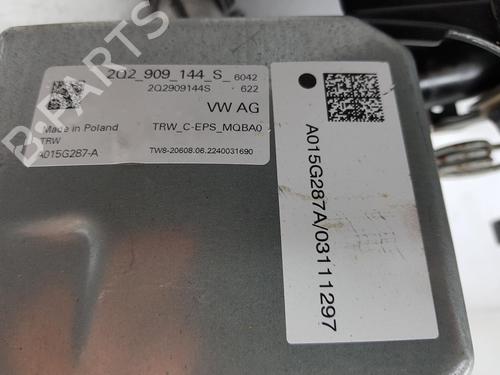 2Q2_909_144_S_ 6042
2Q2909144S 622
VW AG
Made in Poland TRW_C-EPS_MQBA0
TRW
A015G287-A TW8-20608.06.2240031690
A015G287A/03111297
B-PARTS